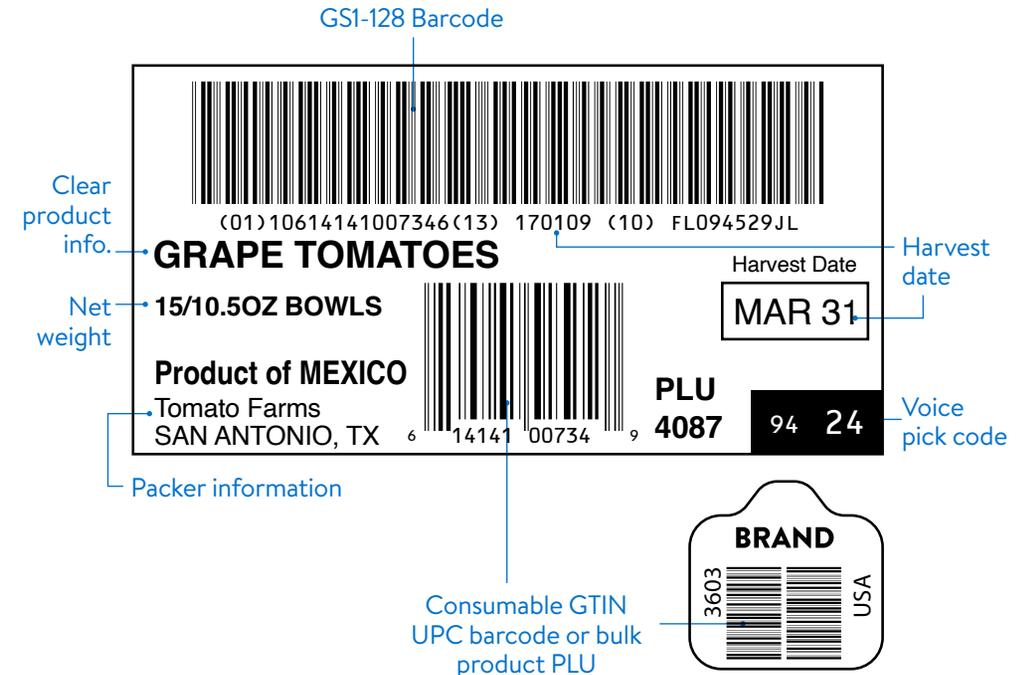 GS1-128 Barcode
Clear
product
info.
(01)10614141007346(13) 170109 (10) FL094529JL
GRAPE TOMATOES
Harvest
date
Harvest Date
MAR 31
Net
weight
15/10.5OZ BOWLS
Product of MEXICO
Tomato Farms
SAN ANTONIO, TX
6 14141 00734 9
PLU
4087
94 24
Voice
pick code
Packer information
BRAND
3603
USA
Consumable GTIN
UPC barcode or bulk
product PLU